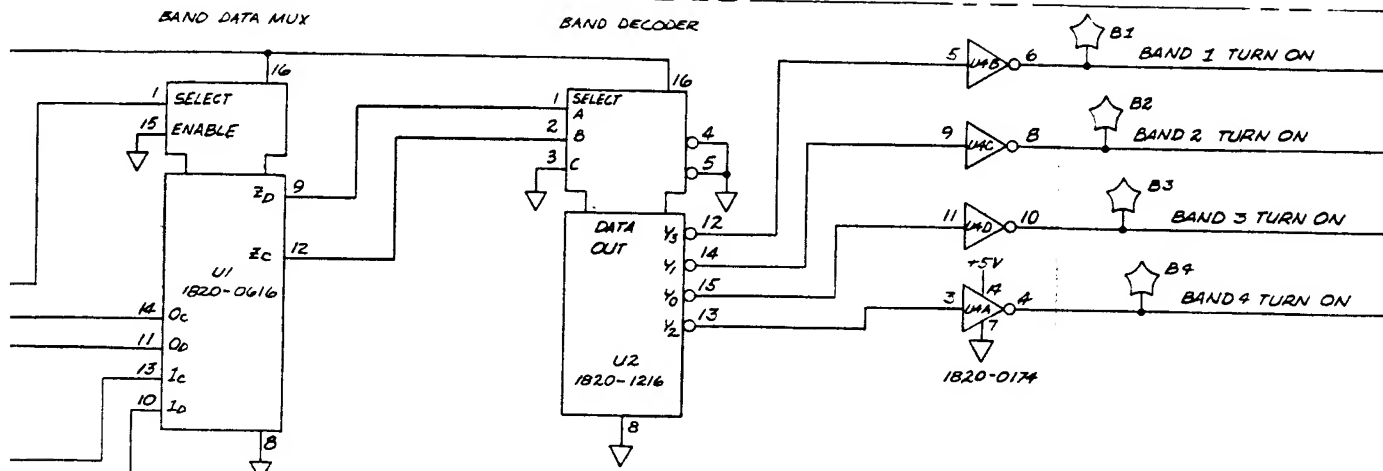 BAND DATA MUX
BAND DECODER
16
1 SELECT
15 ENABLE
ZD 9
ZC 12
U1
1820-0616
14 OC
11 OD
13 IC
10 ID
8
16
SELECT
1 A
2 B
3 C
4
5
DATA
OUT
Y3 12
Y1 14
Y0 15
Y2 13
U2
1820-1216
8
5 U4B 6
B1
BAND 1 TURN ON
9 U4C 8
B2
BAND 2 TURN ON
11 U4D 10
B3
BAND 3 TURN ON
+5V
14
3 U4A 4
7
B4
BAND 4 TURN ON
1820-0174